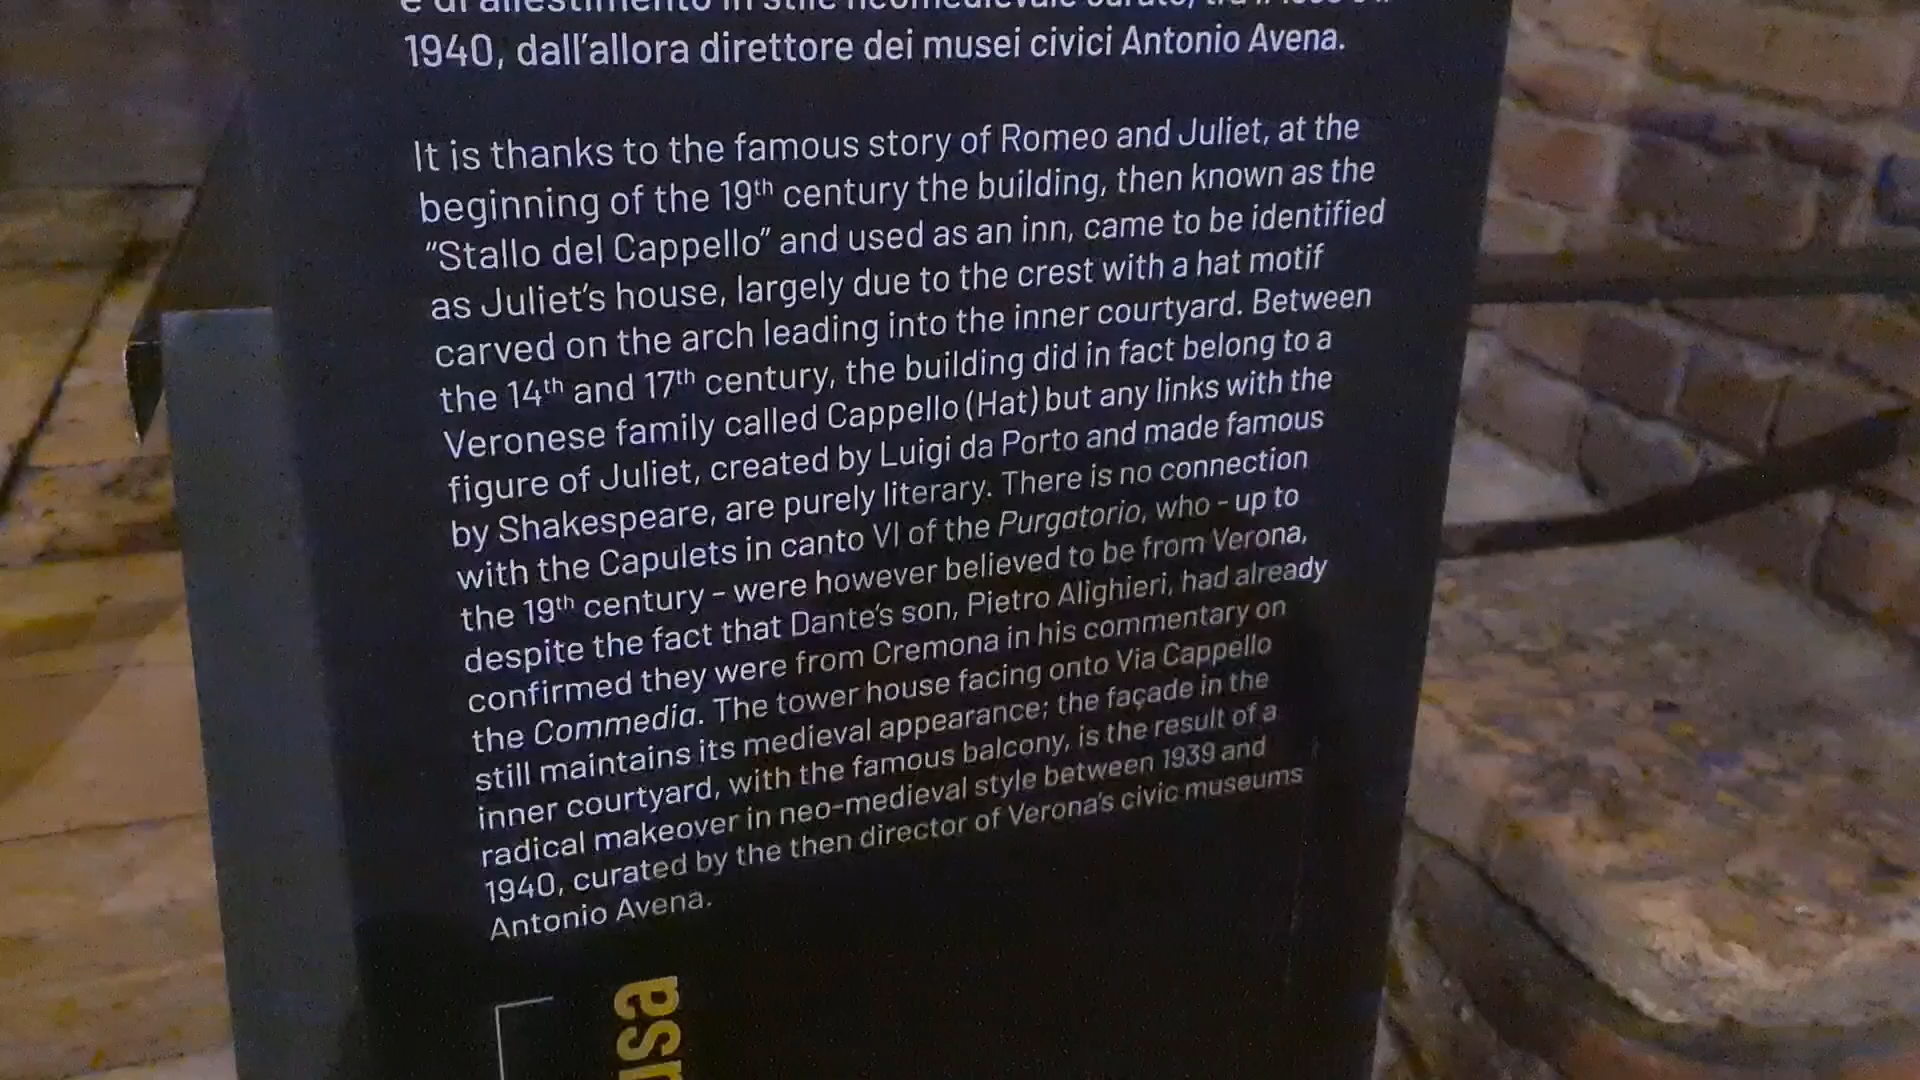 1940, dall'allora direttore dei musei civici Antonio Avena.
It is thanks to the famous story of Romeo and Juliet, at the
beginning of the 19th century the building, then known as the
"Stallo del Cappello" and used as an inn, came to be identified
as Juliet's house, largely due to the crest with a hat motif
carved on the arch leading into the inner courtyard. Between
the 14th and 17th century, the building did in fact belong to a
Veronese family called Cappello (Hat) but any links with the
figure of Juliet, created by Luigi da Porto and made famous
by Shakespeare, are purely literary. There is no connection
with the Capulets in canto VI of the Purgatorio, who - up to
the 19th century - were however believed to be from Verona,
despite the fact that Dante's son, Pietro Alighieri, had already
confirmed they were from Cremona in his commentary on
the Commedia. The tower house facing onto Via Cappello
still maintains its medieval appearance; the façade in the
inner courtyard, with the famous balcony, is the result of a
radical makeover in neo-medieval style between 1939 and
1940, curated by the then director of Verona's civic museums
Antonio Avena.